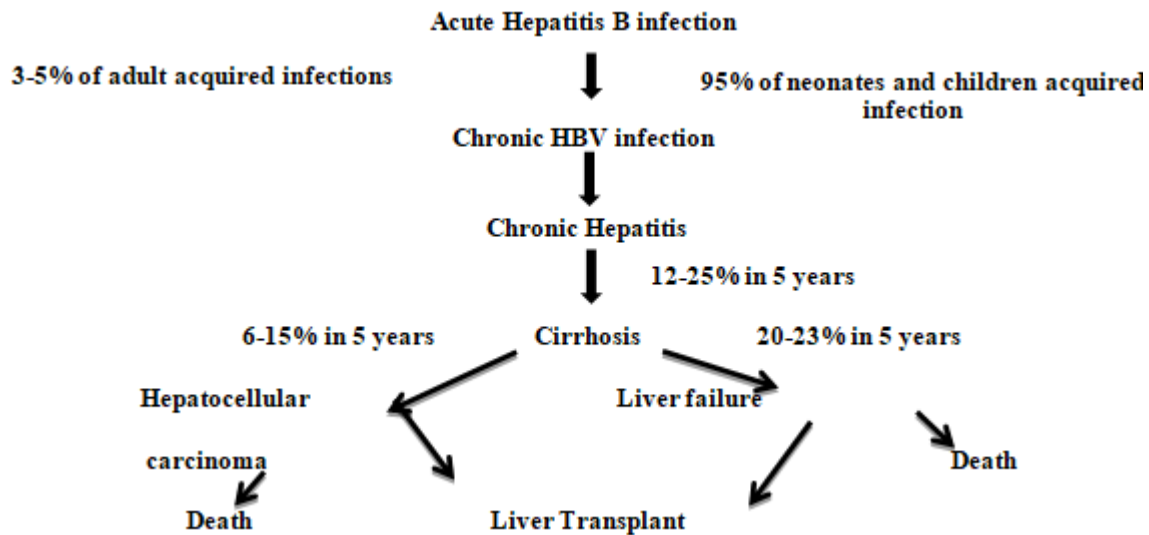 Acute Hepatitis B infection
3-5% of adult acquired infections
95% of neonates and children acquired
infection
Chronic HBV infection
Chronic Hepatitis
12-25% in 5 years
6-15% in 5 years
Cirrhosis
20-23% in 5 years
Hepatocellular
Liver failure
carcinoma
Death
Death
Liver Transplant